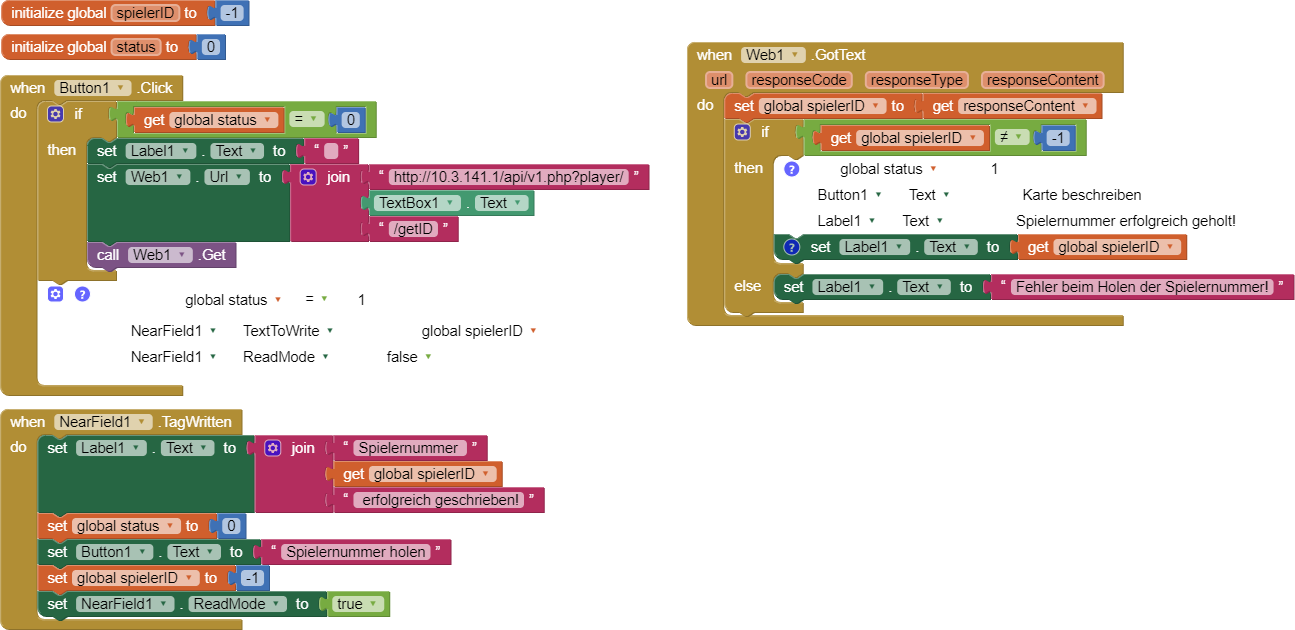 initialize global spielerID to -1
initialize global status to 0
when Button1 .Click
do if get global status = 0
then set Label1 . Text to “ ”
set Web1 . Url to join “ http://10.3.141.1/api/v1.php?player/ ”
TextBox1 . Text
“ /getID ”
call Web1 .Get
? global status = 1
NearField1 TextToWrite global spielerID
NearField1 ReadMode false
when NearField1 .TagWritten
do set Label1 . Text to join “ Spielernummer ”
get global spielerID
“ erfolgreich geschrieben! ”
set global status to 0
set Button1 . Text to “ Spielernummer holen ”
set global spielerID to -1
set NearField1 . ReadMode to true
when Web1 .GotText
url responseCode responseType responseContent
do set global spielerID to get responseContent
if get global spielerID ≠ -1
then ? global status 1
Button1 Text Karte beschreiben
Label1 Text Spielernummer erfolgreich geholt!
? set Label1 . Text to get global spielerID
else set Label1 . Text to “ Fehler beim Holen der Spielernummer! ”